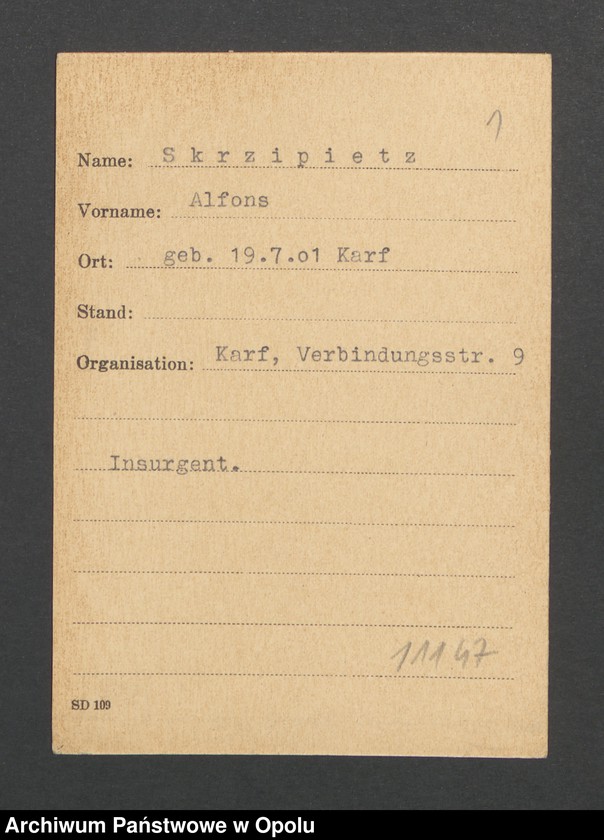 1
Name: Skrzipietz
Vorname: Alfons
Ort: geb. 19.7.o1 Karf
Stand:
Organisation: Karf, Verbindungsstr. 9
Insurgent.
11147
SD 109
Archiwum Państwowe w Opolu